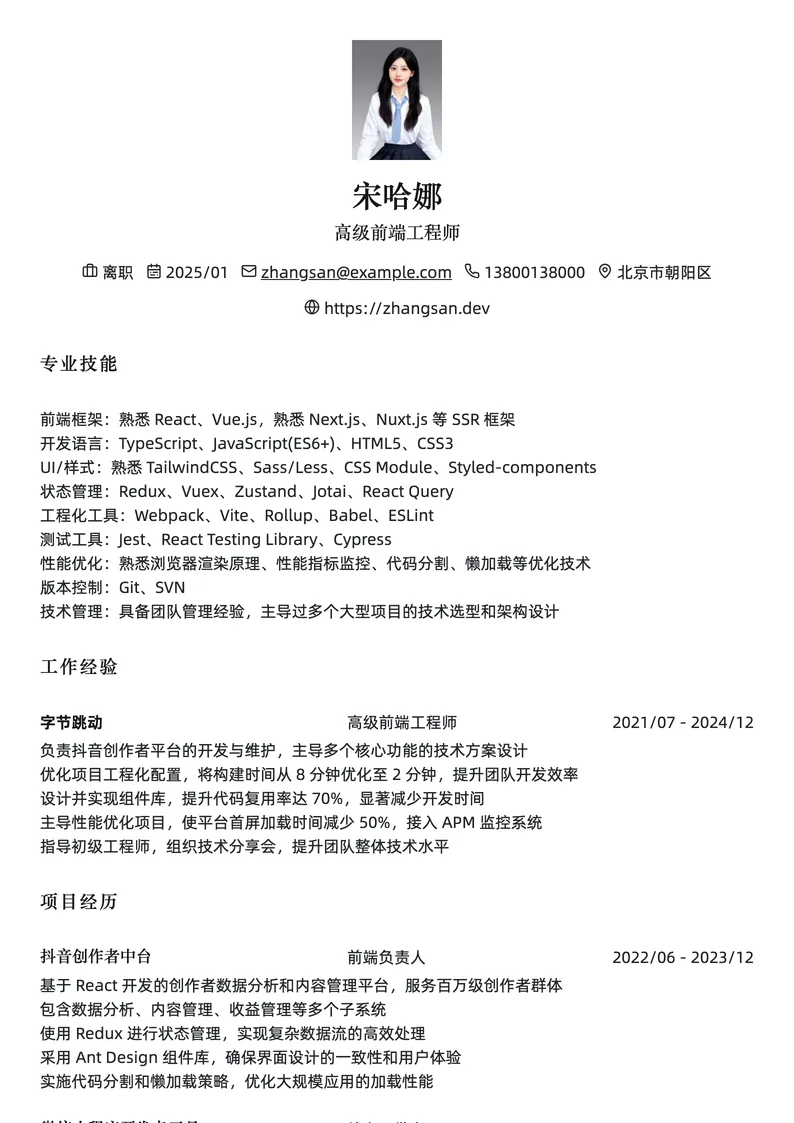 宋哈娜
高级前端工程师
离职 2025/01 zhangsan@example.com 13800138000 北京市朝阳区
https://zhangsan.dev
专业技能
前端框架：熟悉 React、Vue.js，熟悉 Next.js、Nuxt.js 等 SSR 框架
开发语言：TypeScript、JavaScript(ES6+)、HTML5、CSS3
UI/样式：熟悉 TailwindCSS、Sass/Less、CSS Module、Styled-components
状态管理：Redux、Vuex、Zustand、Jotai、React Query
工程化工具：Webpack、Vite、Rollup、Babel、ESLint
测试工具：Jest、React Testing Library、Cypress
性能优化：熟悉浏览器渲染原理、性能指标监控、代码分割、懒加载等优化技术
版本控制：Git、SVN
技术管理：具备团队管理经验，主导过多个大型项目的技术选型和架构设计
工作经验
字节跳动 高级前端工程师 2021/07 - 2024/12
负责抖音创作者平台的开发与维护，主导多个核心功能的技术方案设计
优化项目工程化配置，将构建时间从 8 分钟优化至 2 分钟，提升团队开发效率
设计并实现组件库，提升代码复用率达 70%，显著减少开发时间
主导性能优化项目，使平台首屏加载时间减少 50%，接入 APM 监控系统
指导初级工程师，组织技术分享会，提升团队整体技术水平
项目经历
抖音创作者中台 前端负责人 2022/06 - 2023/12
基于 React 开发的创作者数据分析和内容管理平台，服务百万级创作者群体
包含数据分析、内容管理、收益管理等多个子系统
使用 Redux 进行状态管理，实现复杂数据流的高效处理
采用 Ant Design 组件库，确保界面设计的一致性和用户体验
实施代码分割和懒加载策略，优化大规模应用的加载性能